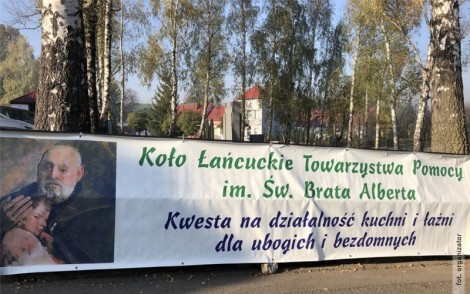 Koło Łańcuckie Towarzystwa Pomocy
im. Św. Brata Alberta
Kwesta na działalność kuchni i łaźni
dla ubogich i bezdomnych
fot. organizator